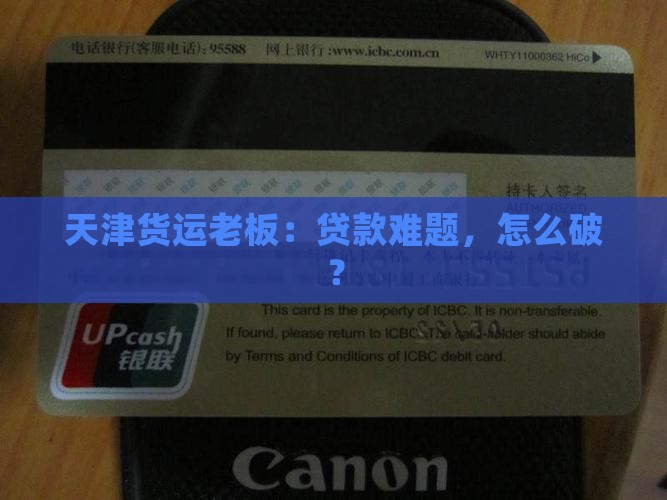 电话银行(客服电话):95588 网上银行:www.icbc.com.cn
WHTY11000362 HiCo
持卡人签名
AUTHORIZED
天津货运老板：贷款难题，怎么破
？
This card is the property of ICBC. It is non-transferable.
If found, please return to ICBC. The card-holder should abide
by Terms and Conditions of ICBC debit card.
UPcash
银联
Canon